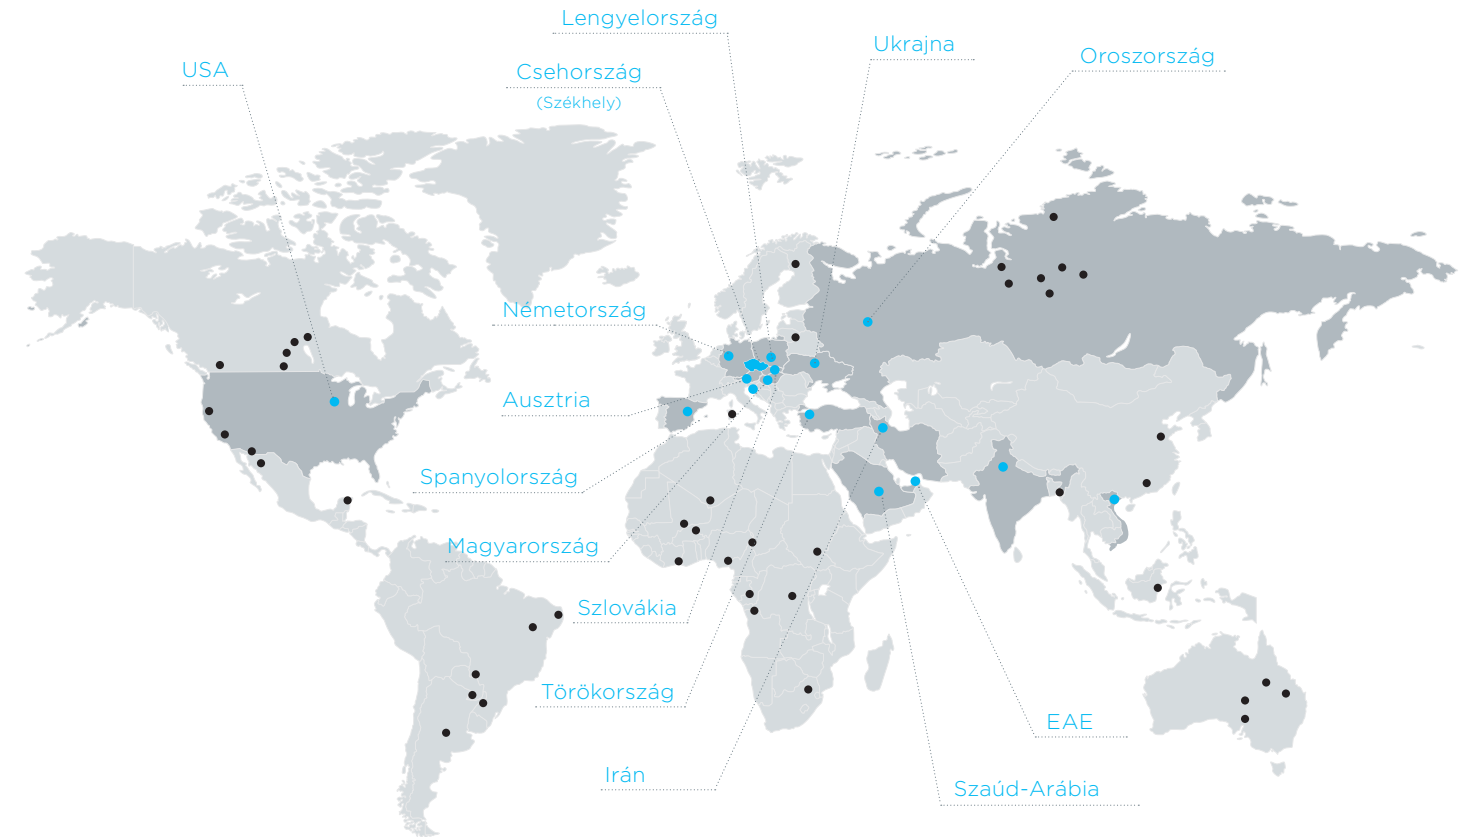 Lengyelország
Ukrajna
Oroszország
USA
Csehország
(Székhely)
Németország
Ausztria
Spanyolország
Magyarország
Szlovákia
Törökország
EAE
Irán
Szaúd-Arábia